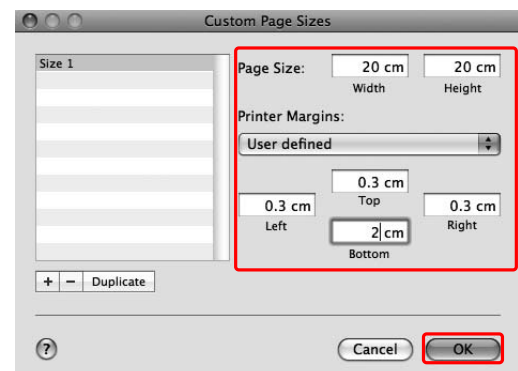 Custom Page Sizes
Size 1
Page Size:
20 cm
20 cm
Width
Height
Printer Margins:
User defined
0.3 cm
Top
0.3 cm
0.3 cm
Left
Right
2 cm
Bottom
+ − Duplicate
?
Cancel
OK